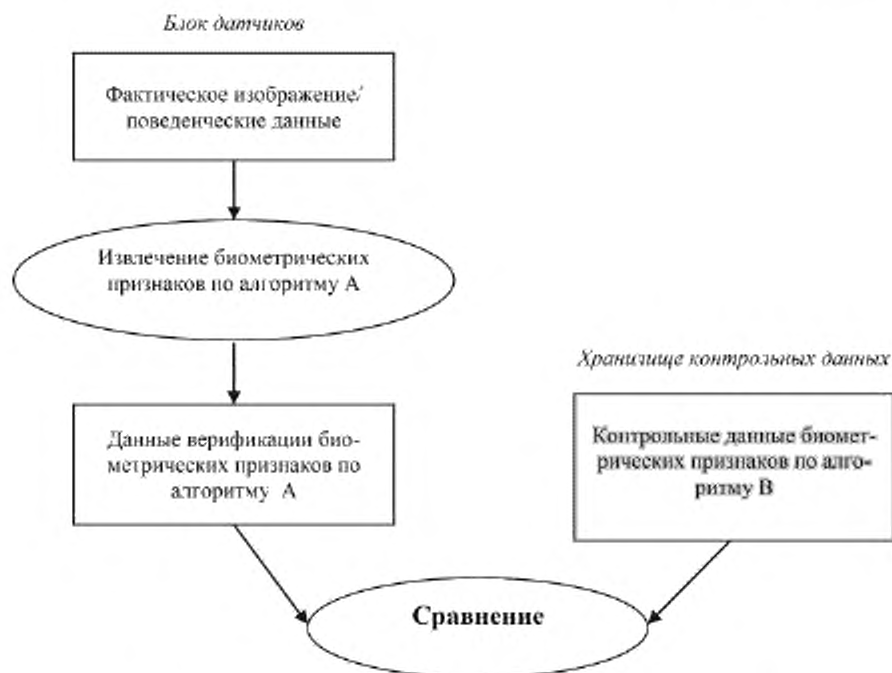 Блок датчиков
Фактическое изображение/
поведенческие данные
Извлечение биометрических
признаков по алгоритму А
Хранилище контрольных данных
Данные верификации био-
метрических признаков по
алгоритму А
Контрольные данные биомет-
рических признаков по алго-
ритму В
Сравнение